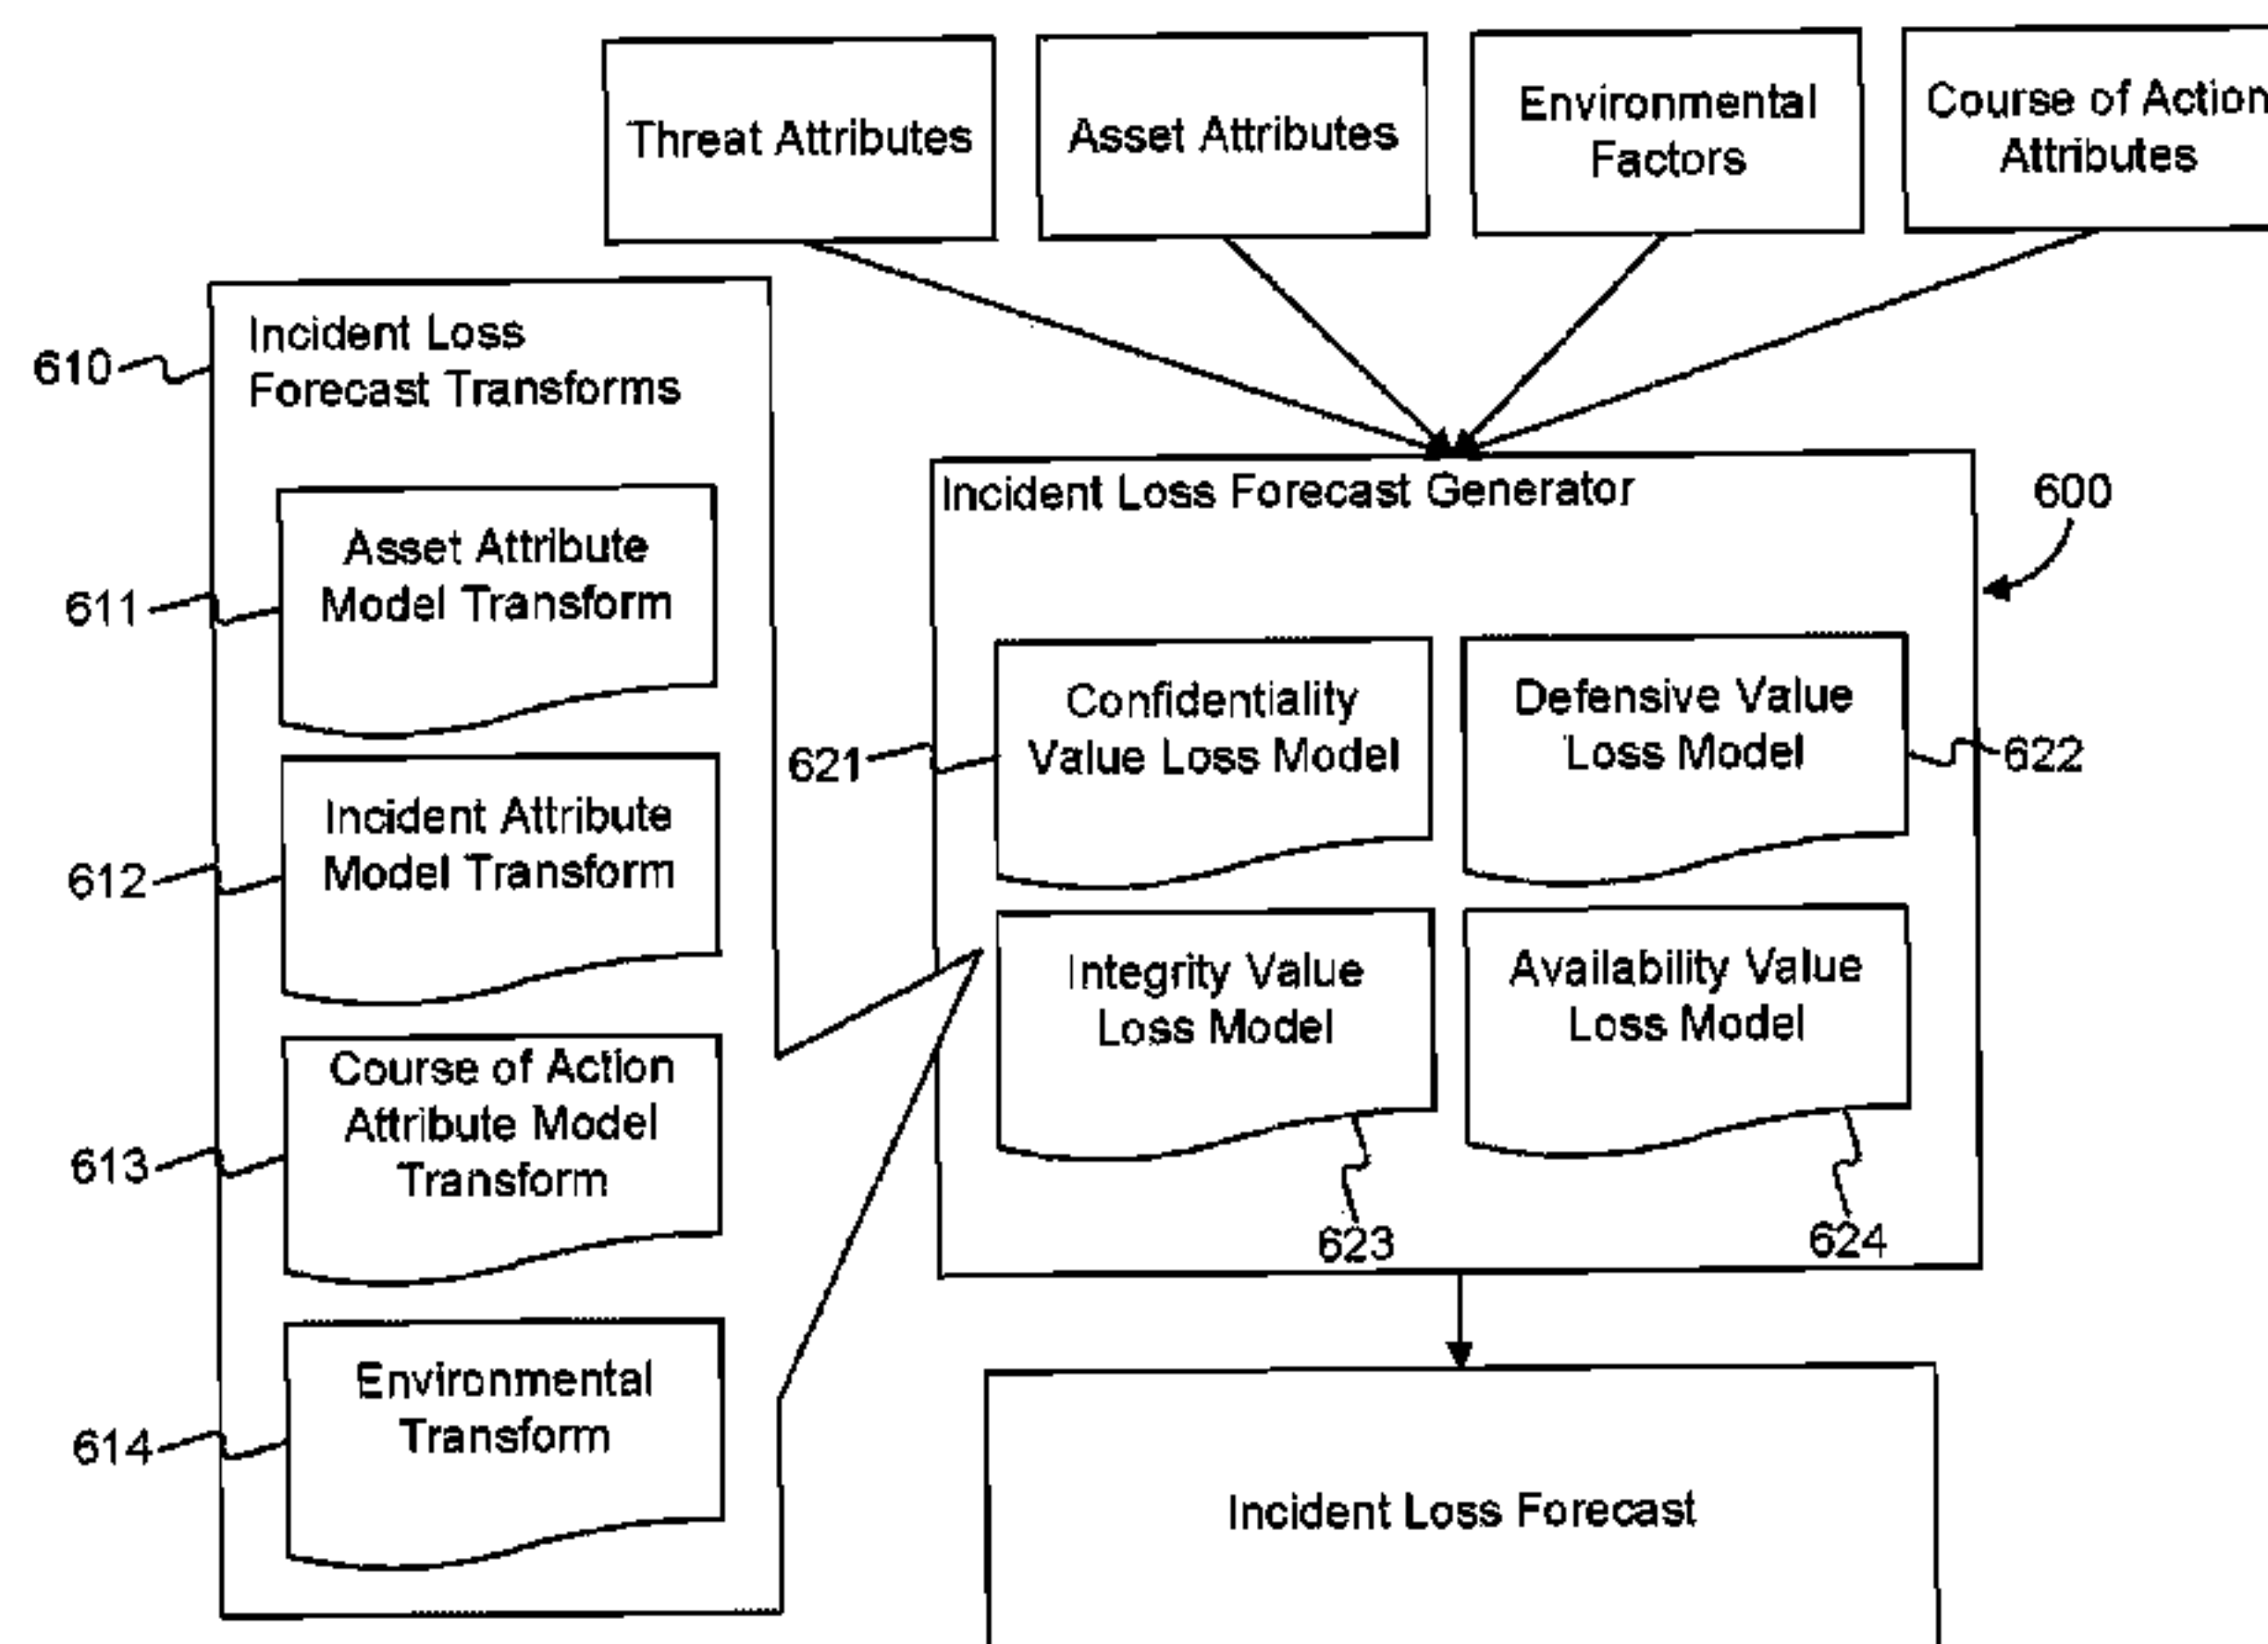 Threat Attributes
Asset Attributes
Environmental
Factors
Course of Action
Attributes
610
Incident Loss
Forecast Transforms
Asset Attribute
Model Transform
611
Incident Attribute
Model Transform
612
Course of Action
Attribute Model
Transform
613
Environmental
Transform
614
Incident Loss Forecast Generator
600
Confidentiality
Value Loss Model
621
Defensive Value
Loss Model
622
Integrity Value
Loss Model
623
Availability Value
Loss Model
624
Incident Loss Forecast